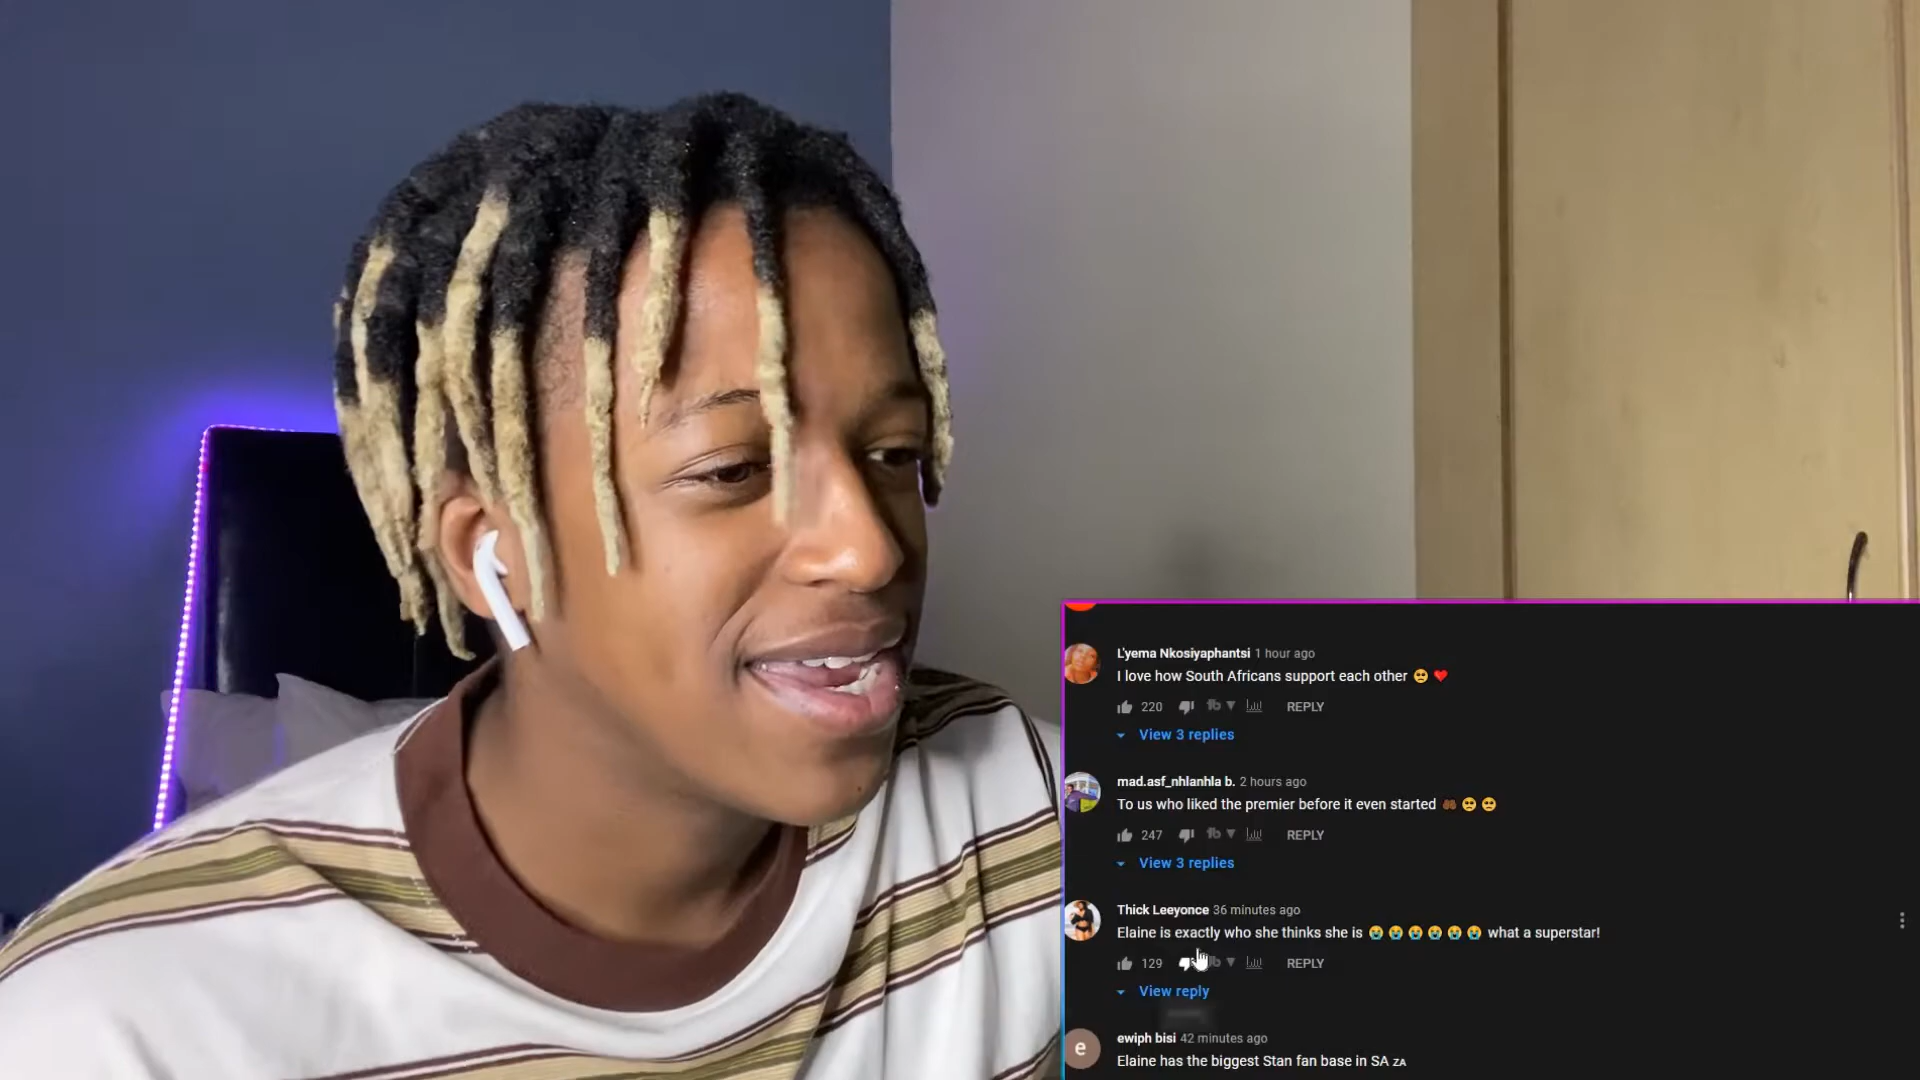 L'yema Nkosiyaphantsi 1 hour ago
I love how South Africans support each other 🥺 ❤️
220 REPLY
View 3 replies
mad.asf_nhlanhla b. 2 hours ago
To us who liked the premier before it even started 🤲🏾 🥺 🥺
247 REPLY
View 3 replies
Thick Leeyonce 36 minutes ago
Elaine is exactly who she thinks she is 😭 😭 😭 😭 😭 😭 what a superstar!
129 REPLY
View reply
e
ewiph bisi 42 minutes ago
Elaine has the biggest Stan fan base in SA ZA